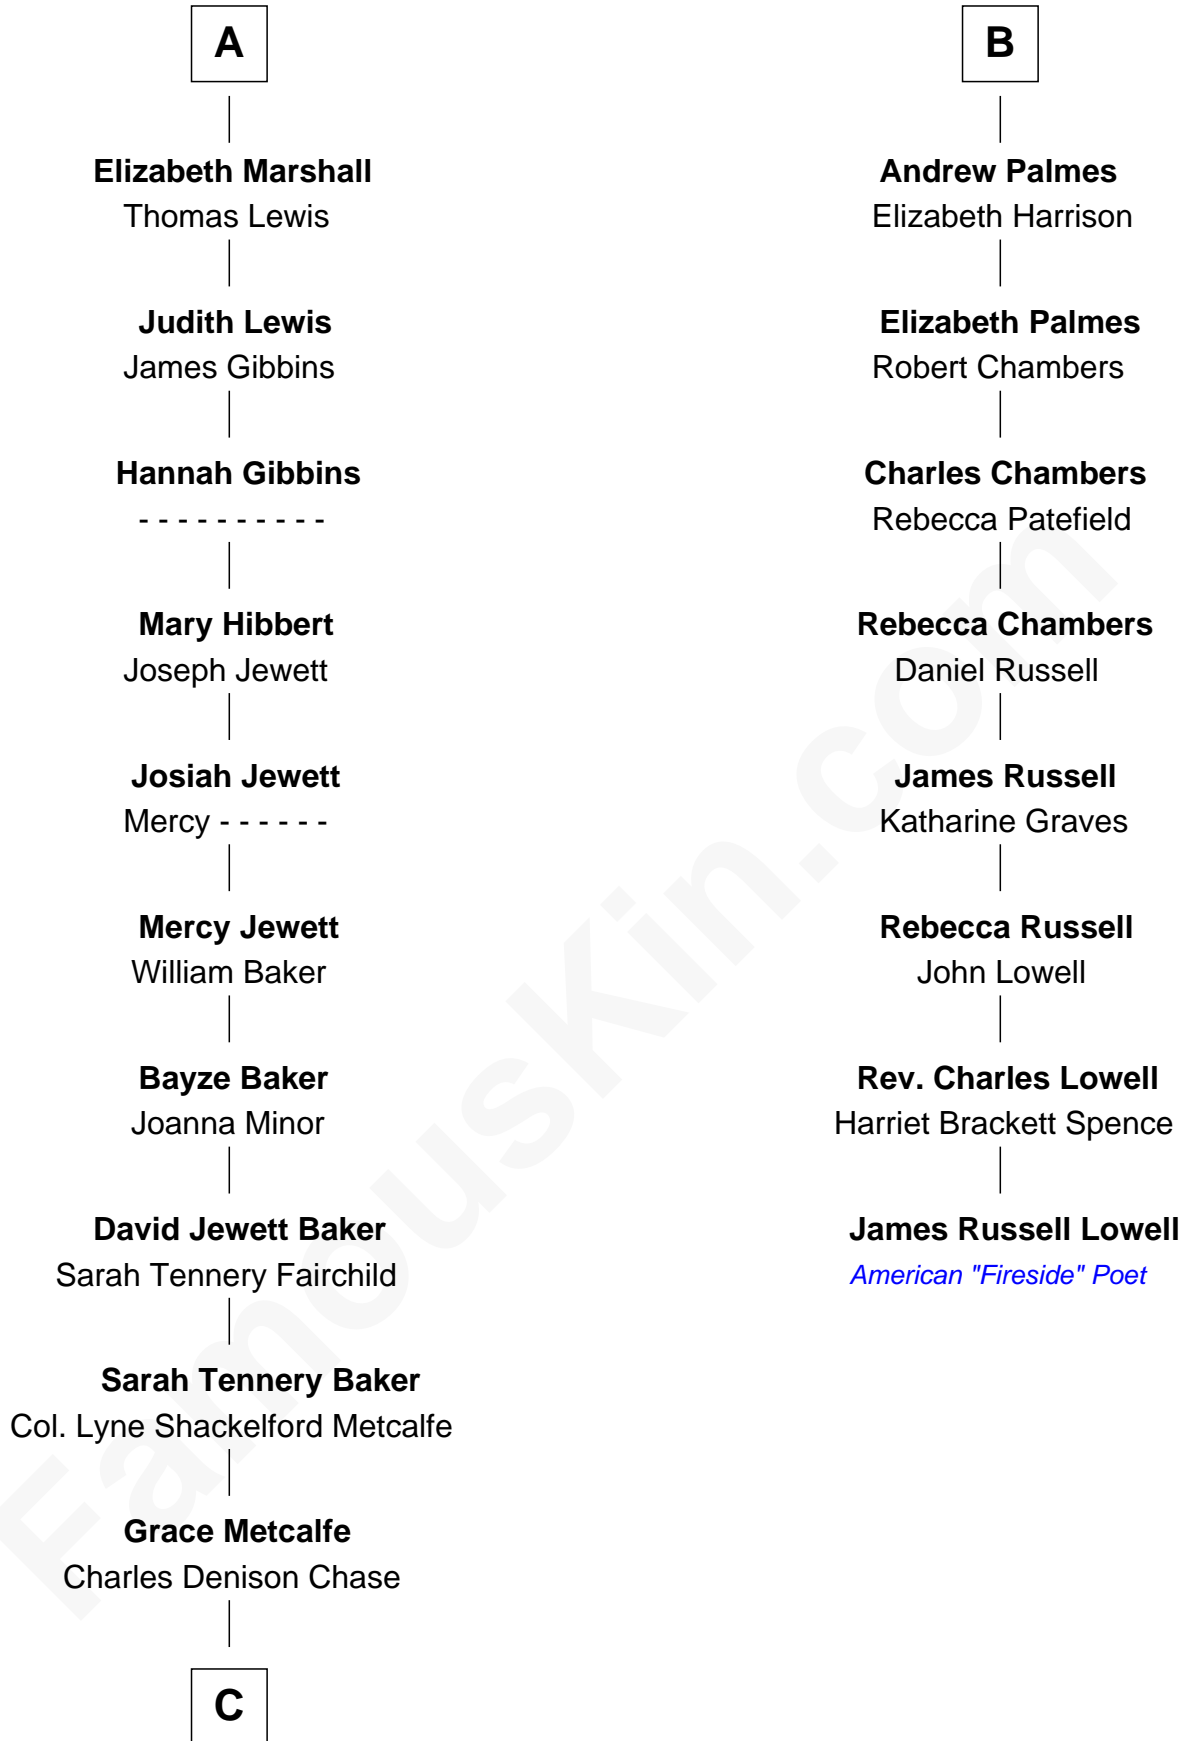 A
Elizabeth Marshall
Thomas Lewis
Judith Lewis
James Gibbins
Hannah Gibbins
- - - - - - - - - -
Mary Hibbert
Joseph Jewett
Josiah Jewett
Mercy - - - - - -
Mercy Jewett
William Baker
Bayze Baker
Joanna Minor
David Jewett Baker
Sarah Tennery Fairchild
Sarah Tennery Baker
Col. Lyne Shackelford Metcalfe
Grace Metcalfe
Charles Denison Chase
C
B
Andrew Palmes
Elizabeth Harrison
Elizabeth Palmes
Robert Chambers
Charles Chambers
Rebecca Patefield
Rebecca Chambers
Daniel Russell
James Russell
Katharine Graves
Rebecca Russell
John Lowell
Rev. Charles Lowell
Harriet Brackett Spence
James Russell Lowell
American "Fireside" Poet
FamousKin.com